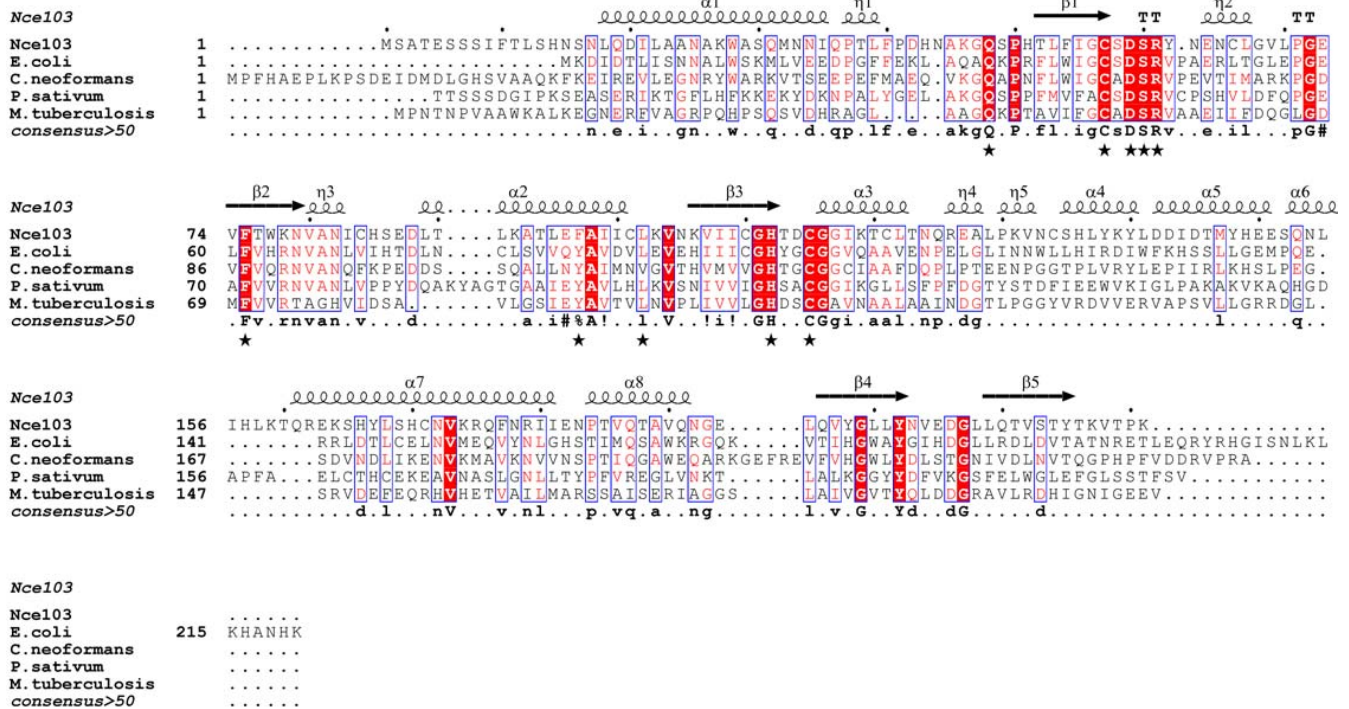 α1 η1 β1 TT η2 TT
Nce103
Nce103 1 ............MSATESSSIFTLSHNSNLQDILAANAKWASQMNNIQPTLFPDHNAKGQSPHTLFIGCSDSRY.NENCLGVLPGE
E.coli 1 ..........................MKDIDTLISNNALWSKMLVEEDPGFFEKL.AQAQKPRFLWIGCSDSRVPAERLTGLEPGE
C.neoformans 1 MPFHAEPLKPSDEIDMDLGHSVAAQKFKEIREVLEGNRYWARKVTSEEPEFMAEQ.VKGQAPNFLWIGCADSRVPEVTIMARKPGD
P.sativum 1 ................TTSSSDGIPKSEASERIKTGFLHFKKEKYDKNPALYGEL.AKGQSPPFMVFACSDSRVCPSHVLDFQPGE
M.tuberculosis 1 .............MPNTNPVAAWKALKEGNERFVAGRPQHPSQSVDHRAGL....AAGQKPTAVIFGCADSRVAAEIIFDQGLGD
consensus>50 ............................n.e.i..gn..w..q..d.qp.lf.e..akgQ.P.fl.igCsDSRv..e.il..pG#
★ ★ ★★★
β2 η3 α2 β3 α3 η4 η5 α4 α5 α6
Nce103
Nce103 74 VFTWKNVANICHSEDLT....LKATLEFAIICLKVNKVIICGHTDCGGIKTCLTNQREALPKVNCSHLYKYLDDIDTMYHEESQNL
E.coli 60 LFVHRNVANLVIHTDLN....CLSVVQYAVDVLEVEHIIICGHYGCGGVQAAVENPELGLINNWLLHIRDIWFKHSSLLGEMPQE.
C.neoformans 86 VFVQRNVANQFKPEDDS....SQALLNYAIMNVGVTHVMVVGHTGCGGCIAAFDQPLPTEENPGGTPLVRYLEPIIRLKHSLPEG.
P.sativum 70 AFVVRNVANLVPPYDQAKYAGTGAAIEYAVLHLKVSNIVVIGHSACGGIKGLLSFPFDGTYSTDFIEEWVKIGLPAKAKVKAQHGD
M.tuberculosis 69 MFVVRTAGHVIDSA.......VLGSIEYAVTVLNVPLIVVLGHDSCGAVNAALAAINDGTLPGGYVRDVVERVAPSVLLGRRDGL.
consensus>50 .Fv.rnvan.v...d........a.i#%A!..l.V..!i!.GH..CGgi.aal.np.dg..................l.....q..
★ ★ ★ ★ ★
α7 α8 β4 β5
Nce103
Nce103 156 IHLKTQREKSHYLSHCNVKRQFNRIIENPTVQTAVQNGE.......LQVYGLLYNVEDGLLQTVSTYTKVTPK.............
E.coli 141 .......RRLDTLCELNVMEQVYNLGHSTIMQSAWKRGQK......VTIHGWAYGIHDGLLRDLDVTATNRETLEQRYRHGISNLKL
C.neoformans 167 .......SDVNDLIKENVKMAVKNVVNSPTIQGAWEQARKGEFREVFVHGWLYDLSTGNIVDLNVTQGPHPFVDDRVPRA.......
P.sativum 156 APFA...ELCTHCEKEAVNASLGNLLTYPFVREGLVNKT......LALKGGYYDFVKGSFELWGLEFGLSSTFSV............
M.tuberculosis 147 .......SRVDEFEQRHVHETVAILMARSSAISERIAGGS......LAIVGVTYQLDDGRAVLRDHIGNIGEEV.............
consensus>50 ..........d.l...nV...v.nl...p.vq.a..ng.......l.v.G..Yd..dG.....d......................
Nce103
Nce103 ......
E.coli 215 KHANHK
C.neoformans ......
P.sativum ......
M.tuberculosis ......
consensus>50 ......